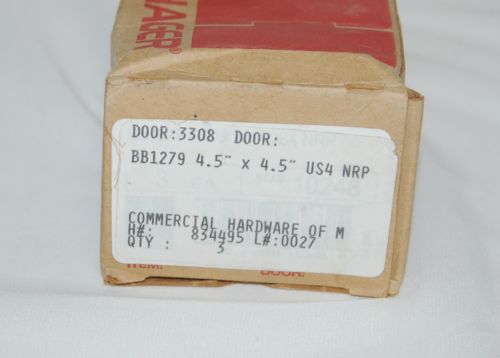 HAGER®
DOOR:3308 DOOR:
BB1279 4.5" x 4.5" US4 NRP
COMMERCIAL HARDWARE OF M
H#: 834495 L#:0027
QTY : 3
ITEM: DOOR: